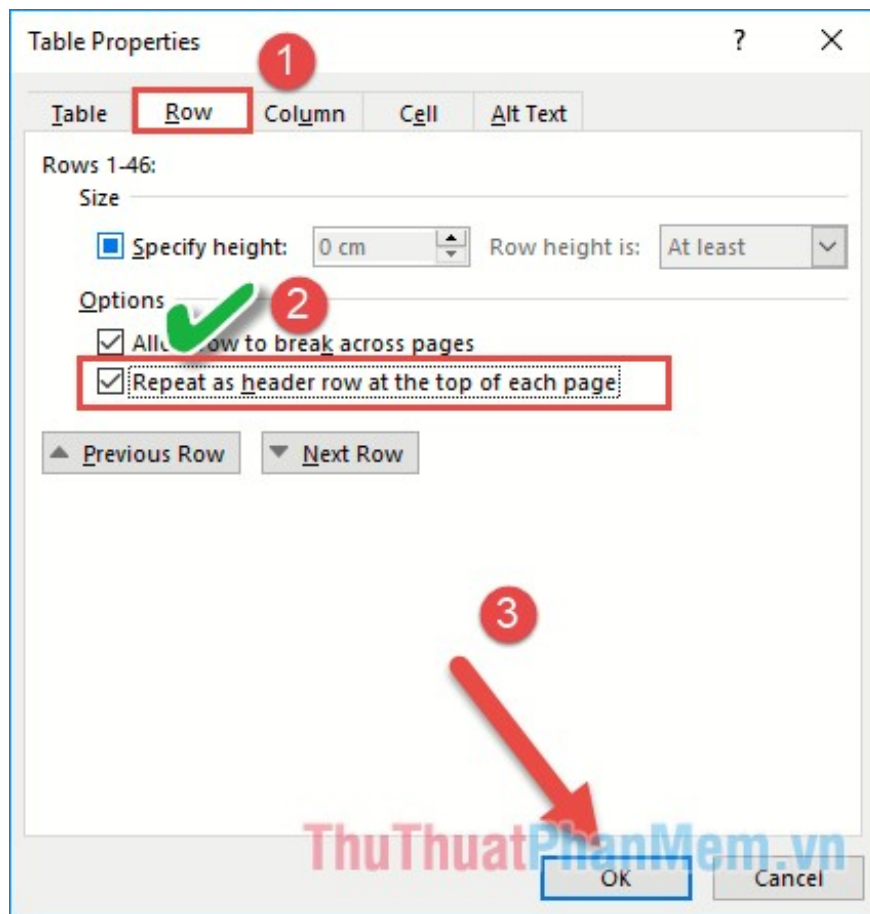 Table Properties ? ×
1
Table Row Column Cell Alt Text
Rows 1-46:
Size
Specify height: 0 cm Row height is: At least
Options
2
row to break across pages
Repeat as header row at the top of each page
Previous Row Next Row
3
ThuThuatPhanMem.vn
OK Cancel